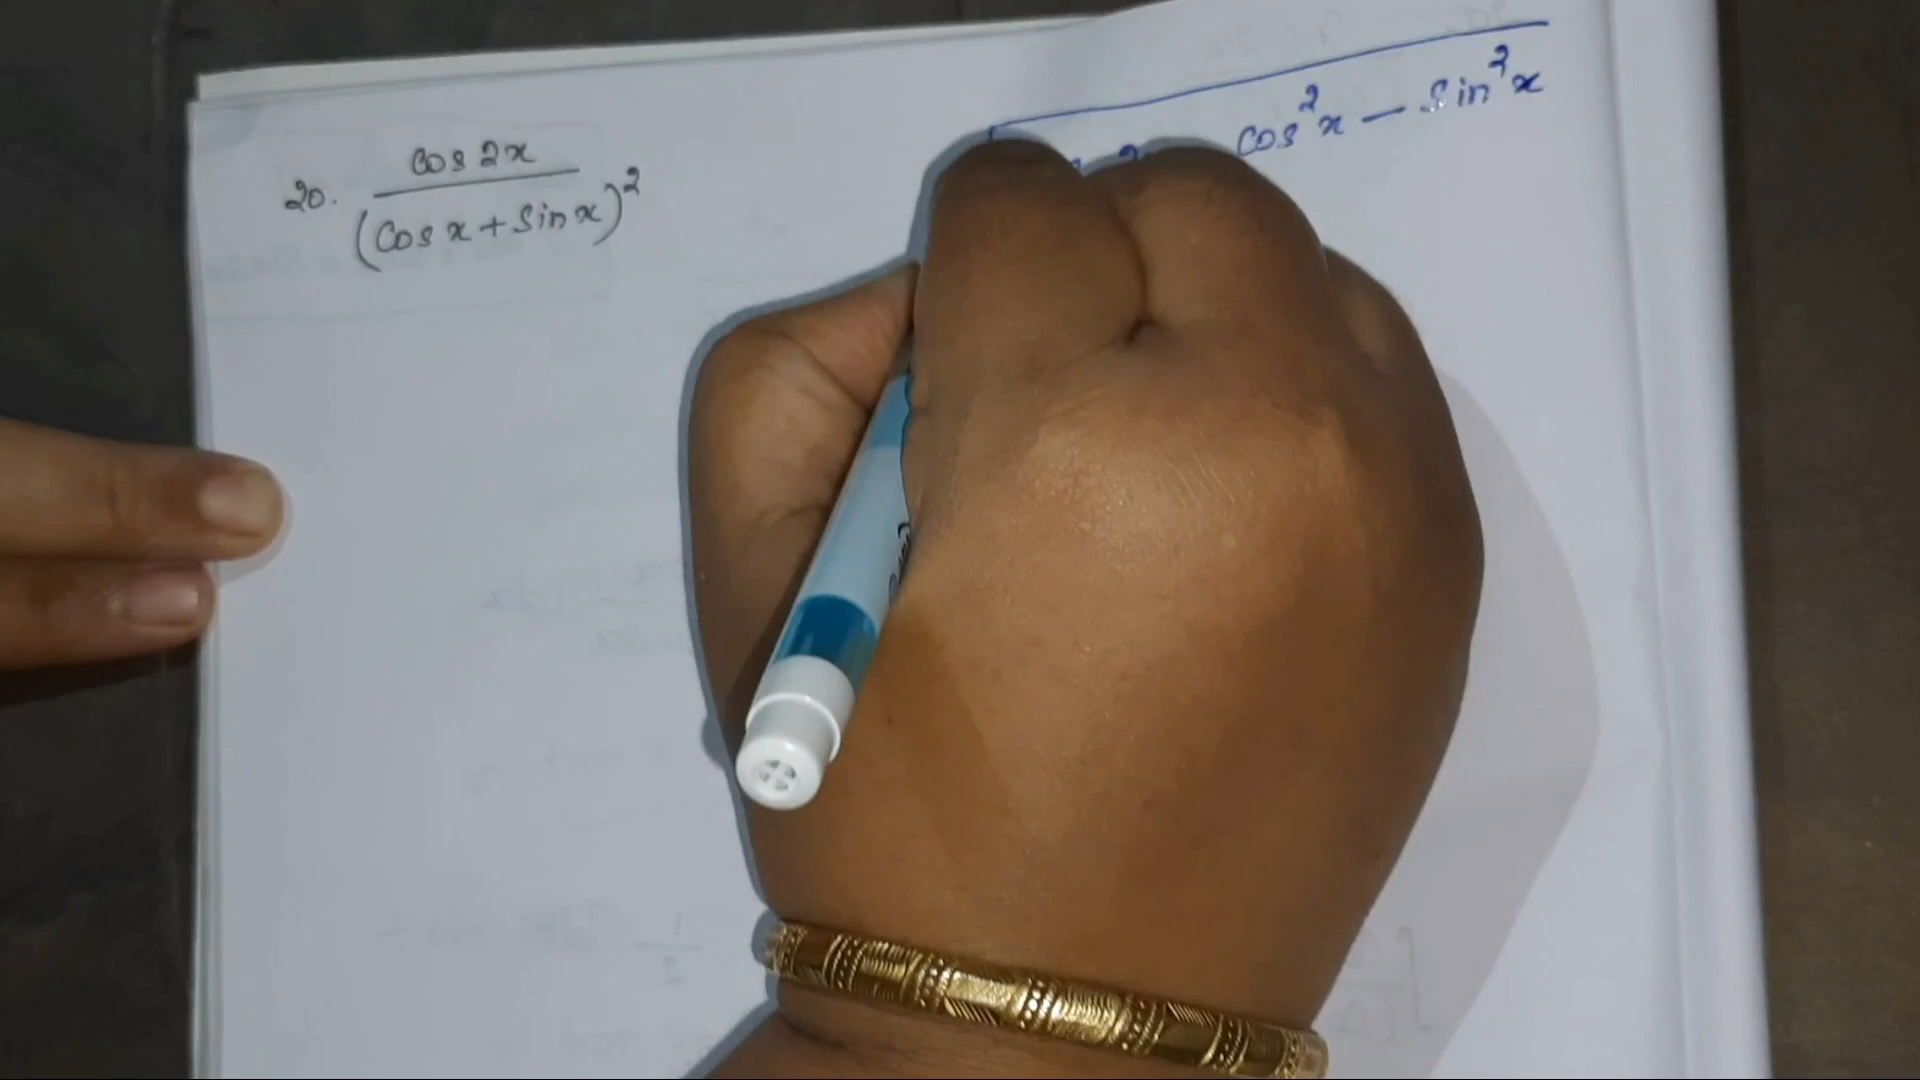 20. cos 2x
(cos x + sin x)²
cos²x — sin²x